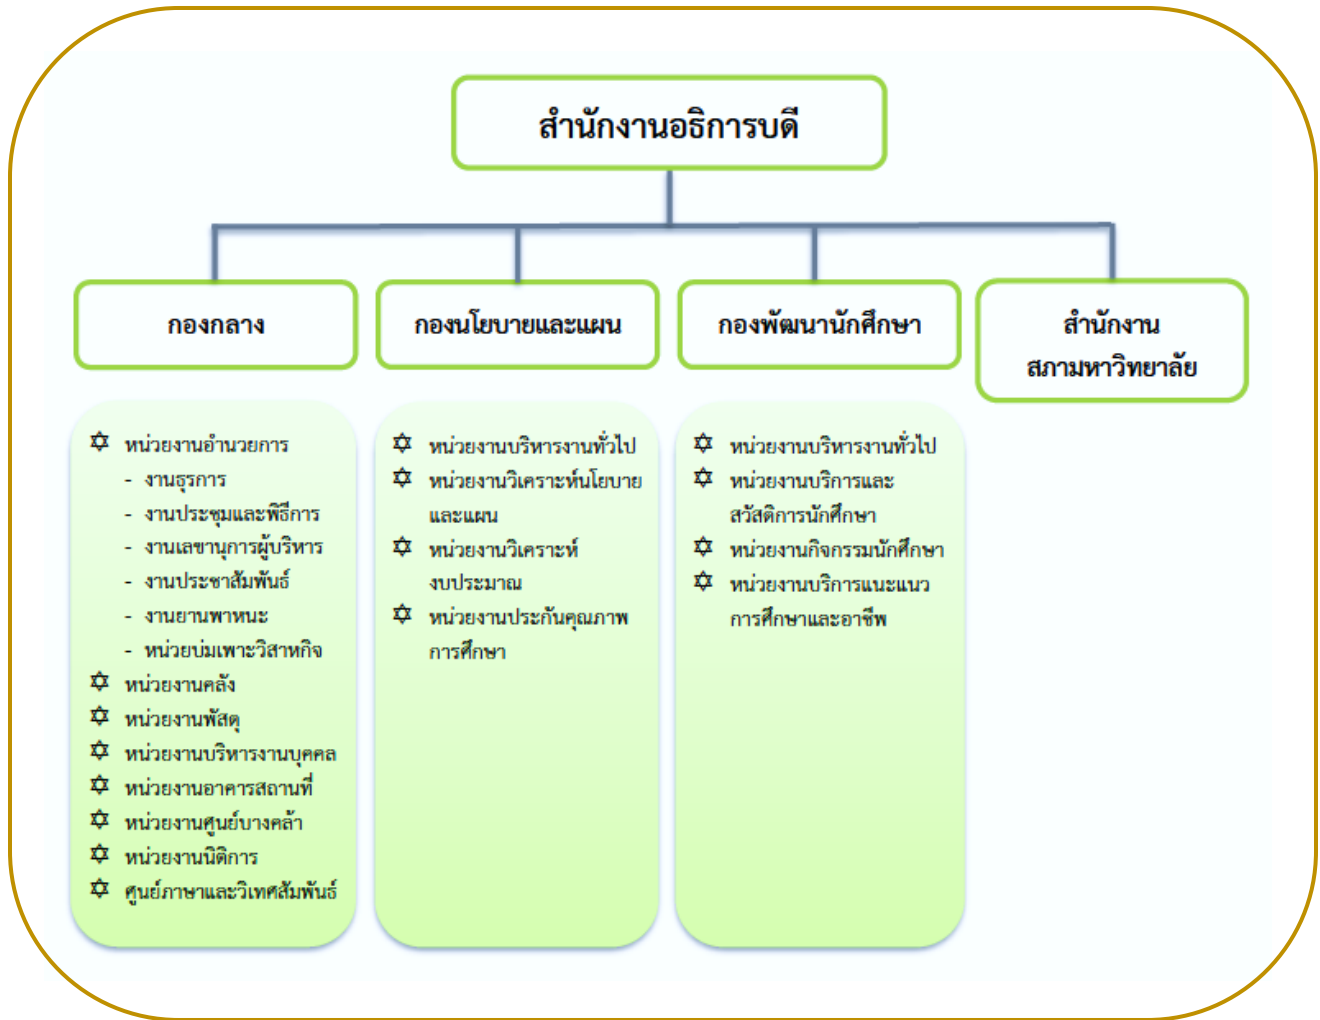 สำนักงานอธิการบดี
กองกลาง
หน่วยงานอำนวยการ
- งานธุรการ
- งานประชุมและพิธีการ
- งานเลขานุการผู้บริหาร
- งานประชาสัมพันธ์
- งานยานพาหนะ
- หน่วยบ่มเพาะวิสาหกิจ
หน่วยงานคลัง
หน่วยงานพัสดุ
หน่วยงานบริหารงานบุคคล
หน่วยงานอาคารสถานที่
หน่วยงานศูนย์บางคล้า
หน่วยงานนิติการ
ศูนย์ภาษาและวิเทศสัมพันธ์
กองนโยบายและแผน
หน่วยงานบริหารงานทั่วไป
หน่วยงานวิเคราะห์นโยบาย
และแผน
หน่วยงานวิเคราะห์
งบประมาณ
หน่วยงานประกันคุณภาพ
การศึกษา
กองพัฒนานักศึกษา
หน่วยงานบริหารงานทั่วไป
หน่วยงานบริการและ
สวัสดิการนักศึกษา
หน่วยงานกิจกรรมนักศึกษา
หน่วยงานบริการแนะแนว
การศึกษาและอาชีพ
สำนักงาน
สภามหาวิทยาลัย